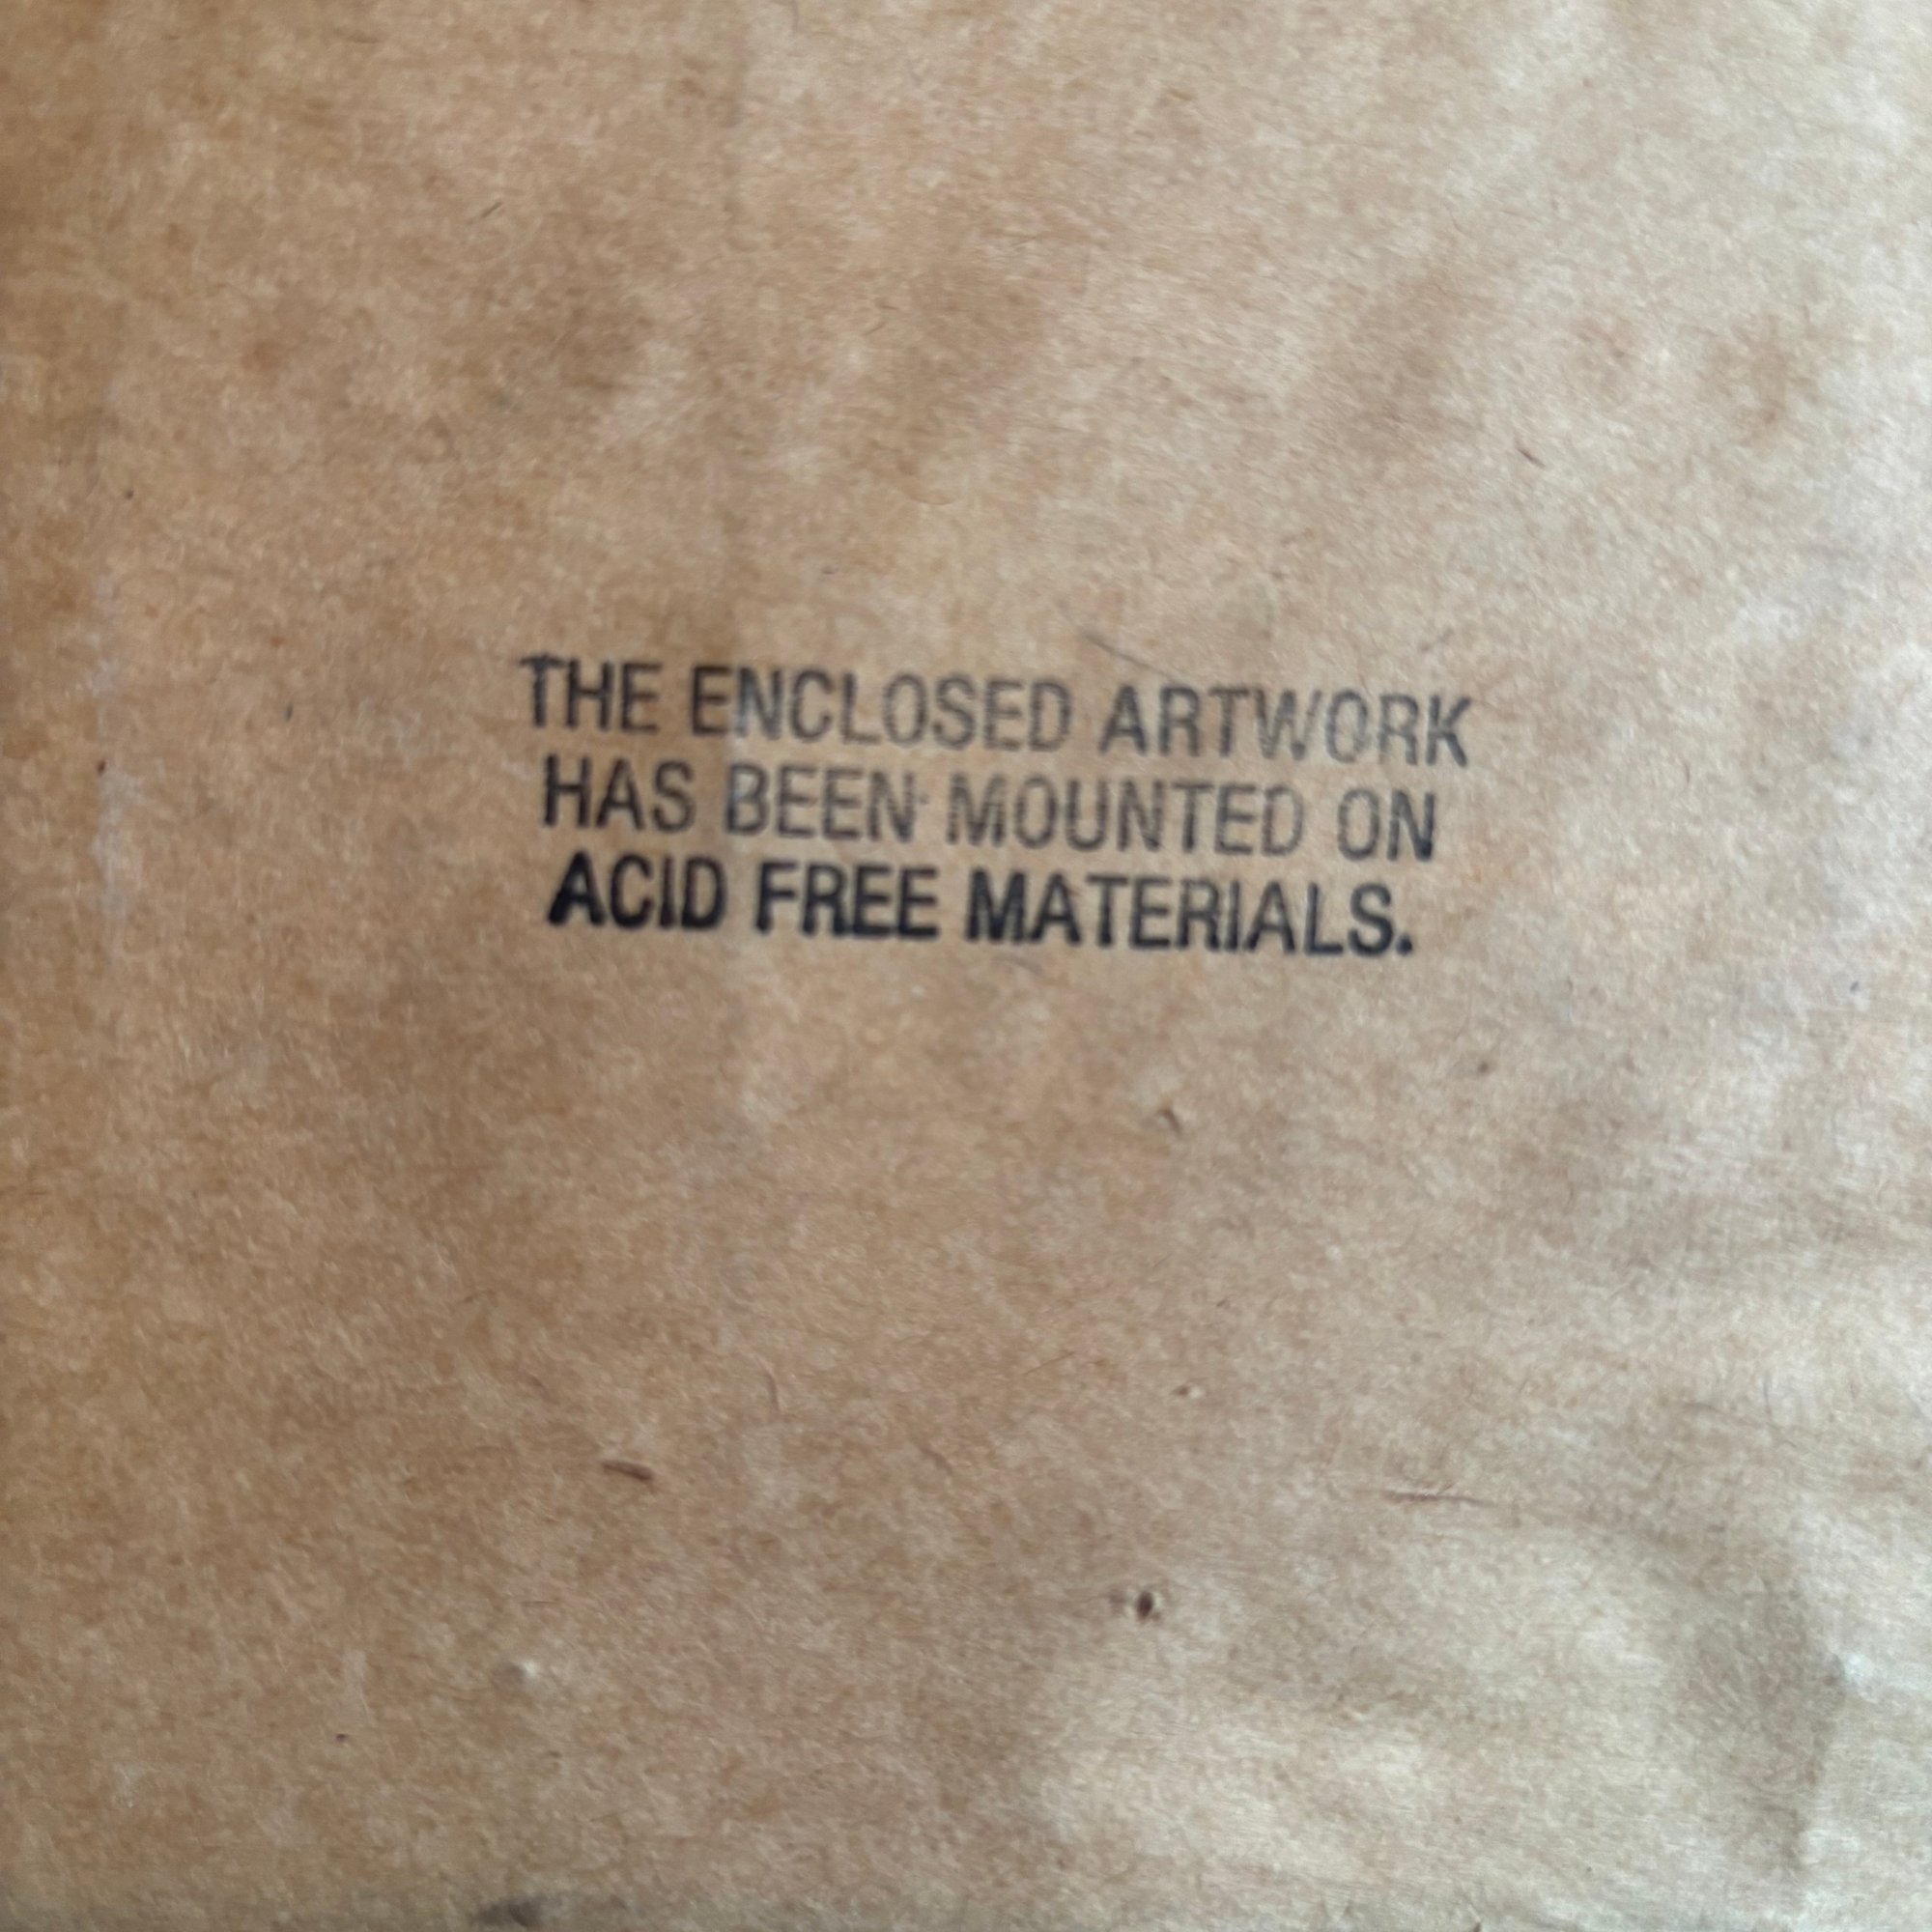 THE ENCLOSED ARTWORK
HAS BEEN MOUNTED ON
ACID FREE MATERIALS.